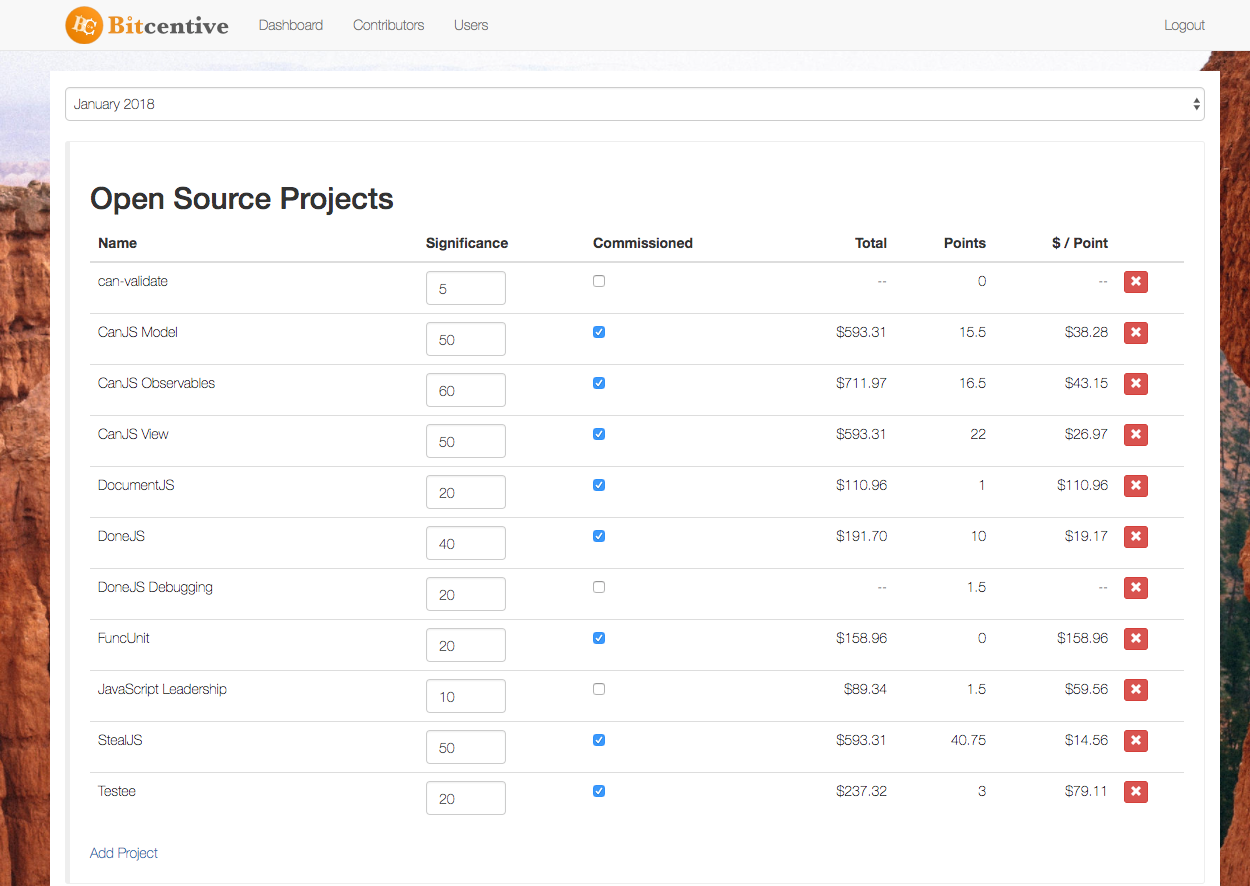 BC Bitcentive Dashboard Contributors Users Logout
January 2018
Open Source Projects
Name Significance Commissioned Total Points $ / Point
can-validate 5 -- 0 --
CanJS Model 50 $593.31 15.5 $38.28
CanJS Observables 60 $711.97 16.5 $43.15
CanJS View 50 $593.31 22 $26.97
DocumentJS 20 $110.96 1 $110.96
DoneJS 40 $191.70 10 $19.17
DoneJS Debugging 20 -- 1.5 --
FuncUnit 20 $158.96 0 $158.96
JavaScript Leadership 10 $89.34 1.5 $59.56
StealJS 50 $593.31 40.75 $14.56
Testee 20 $237.32 3 $79.11
Add Project